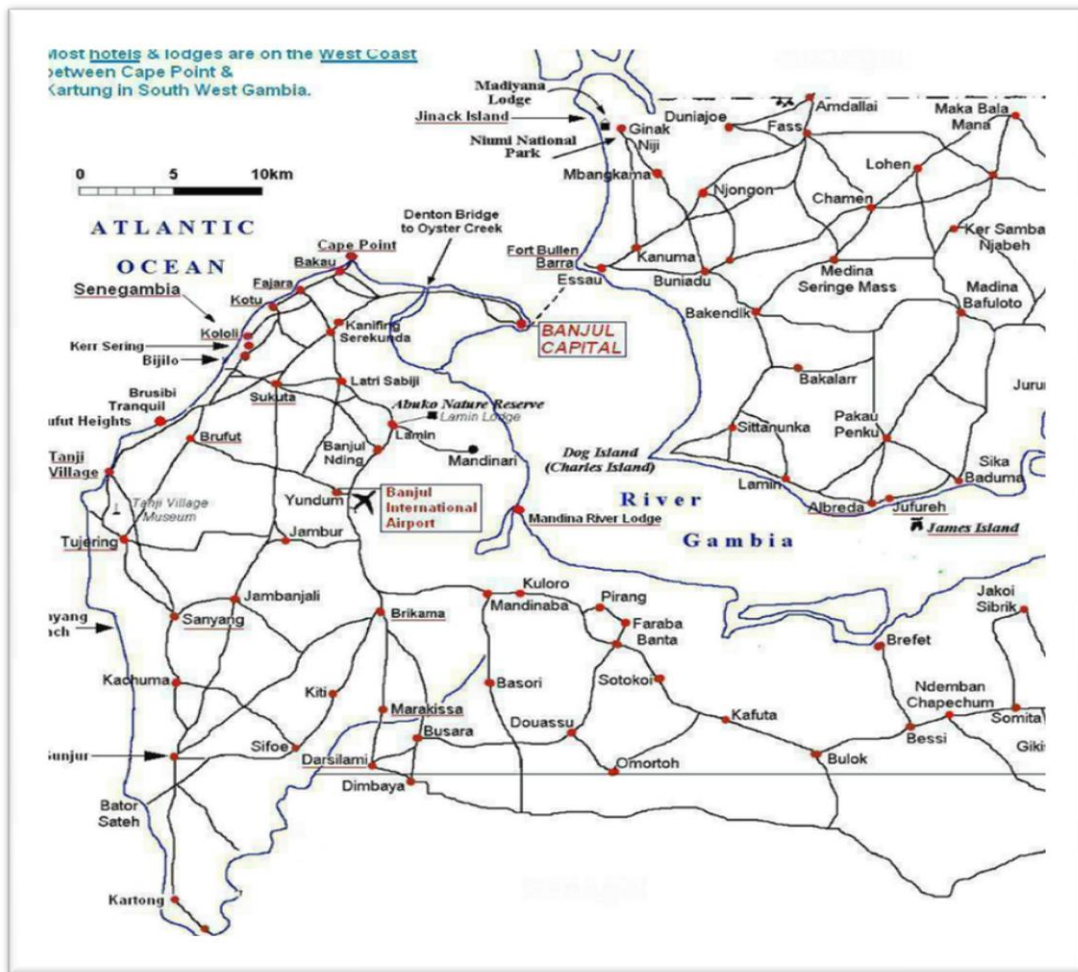 Most hotels & lodges are on the West Coast
between Cape Point &
Kartung in South West Gambia.
0 5 10km
ATLANTIC
OCEAN
Madiyana
Lodge
Jinack Island
Niumi National
Park
Ginak
Niji
Duniajoe
Amdallai
Fass
Maka Bala
Mana
Lohen
Mbangkama
Njongon
Chamen
Ker Samba
Njabeh
Denton Bridge
to Oyster Creek
Cape Point
Bakau
Fort Bullen
Barra
Essau
Kanuma
Buniadu
Medina
Seringe Mass
Madina
Bafuloto
Senegambia
Fajara
Kotu
Bakendik
Kololi
Kanifing
Serekunda
BANJUL
CAPITAL
Kerr Sering
Bijilo
Bakalarr
Brusibi
Tranquil
Sukuta
Latri Sabiji
Abuko Nature Reserve
Lamin Lodge
ufut Heights
Brufut
Lamin
Banjul
Nding
Mandinari
Sittanunka
Pakau
Penku
Dog Island
(Charles Island)
Tanji
Village
Yundum
Banjul
International
Airport
Tanji Village
Museum
River
Gambia
Lamin
Sika
Baduma
Albreda
Jufureh
James Island
Mandina River Lodge
Tujering
Jambur
Jambanjali
Sanyang
Brikama
Kuloro
Mandinaba
Pirang
Faraba
Banta
Jakoi
Sibrik
nyang
ch
Brefet
Kachuma
Kiti
Marakissa
Basori
Sotokoi
Ndemban
Chapechum
Somita
Kafuta
Bessi
Giki
Sunjur
Sifoe
Busara
Douassu
Darsilami
Dimbaya
Omortoh
Bulok
Bator
Sateh
Kartong